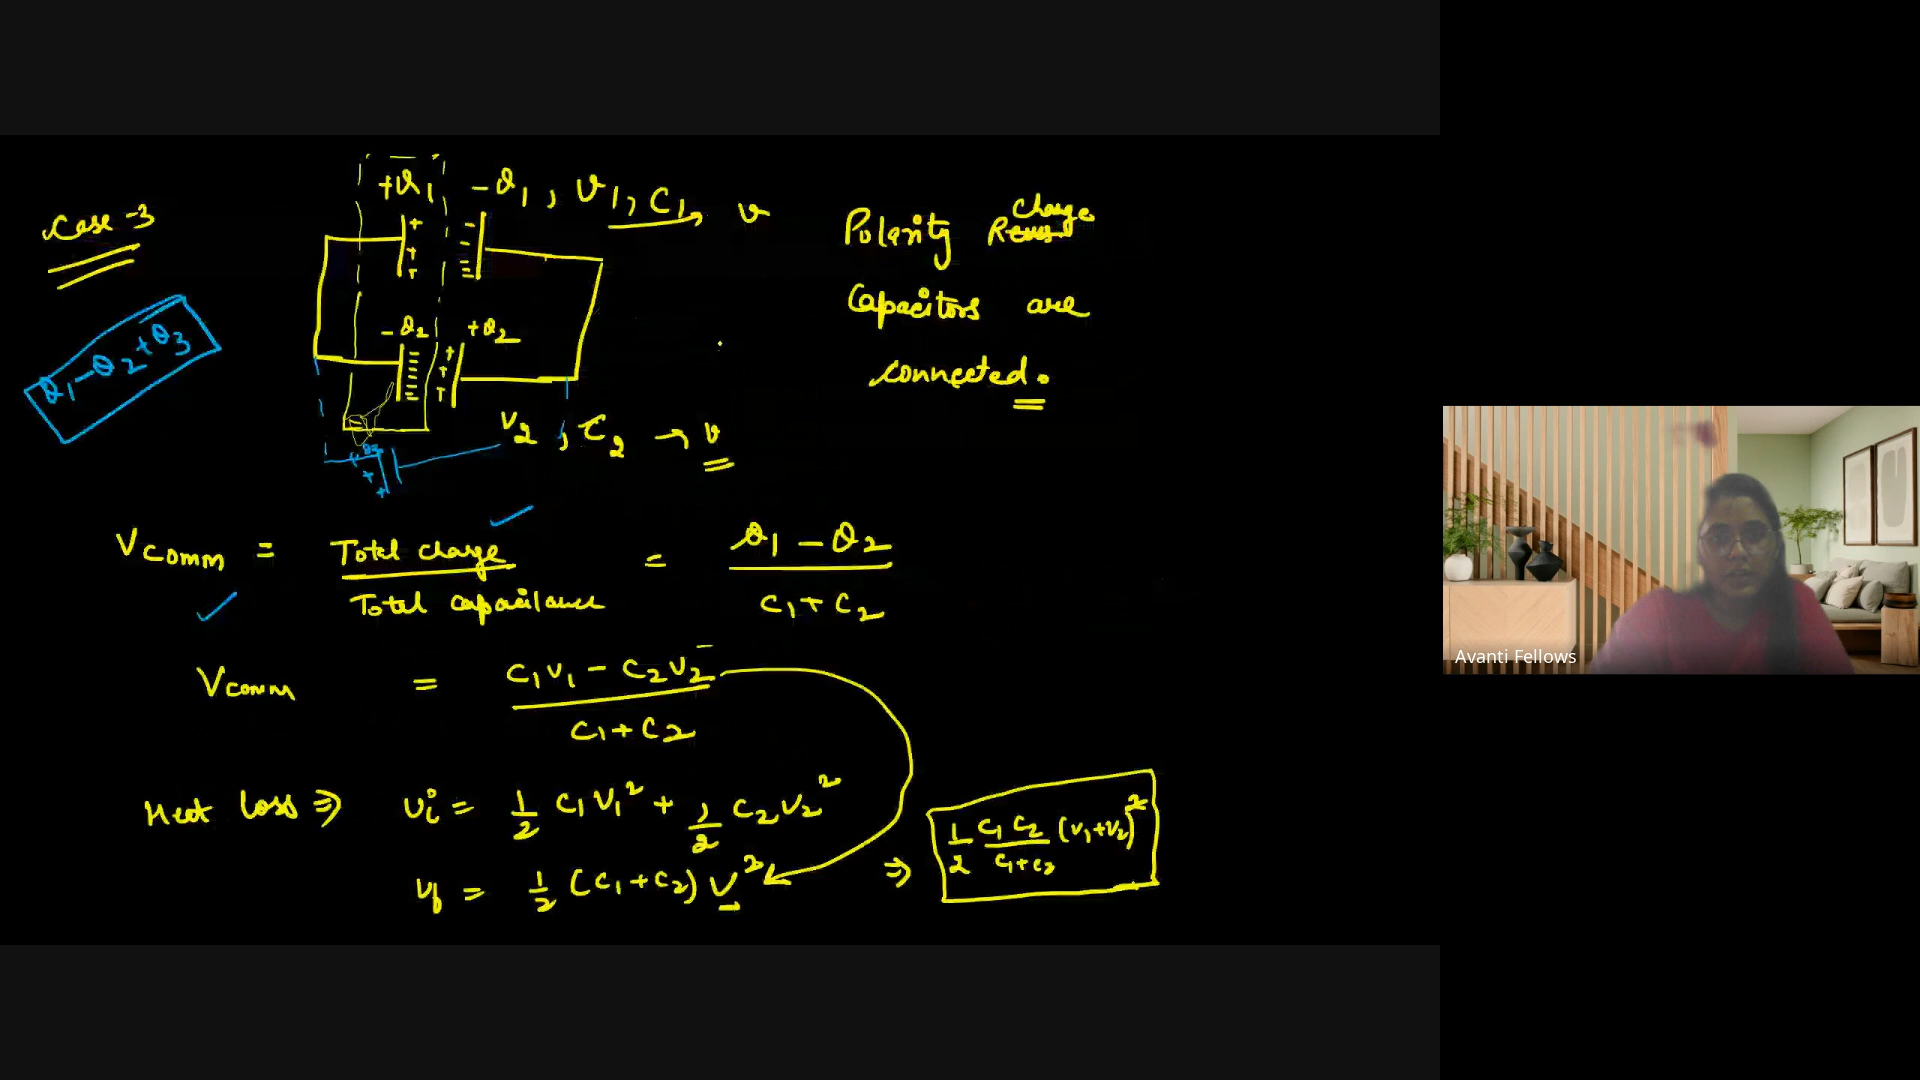 Case -3
+Q1 -Q1, V1, C1 → v
Polarity change
Capacitors are
connected.
-Q2 +Q2
Q1-Q2+Q3
V2, C2 → v
Vcomm = Total charge / Total capacitance = Q1 - Q2 / C1 + C2
Vcomm = C1V1 - C2V2 / C1 + C2
Heat loss ⇒ Ui = 1/2 C1V1² + 1/2 C2V2²
Uf = 1/2 (C1+C2) V² ⇒ 1/2 C1C2/C1+C2 (V1+V2)²
Avanti Fellows